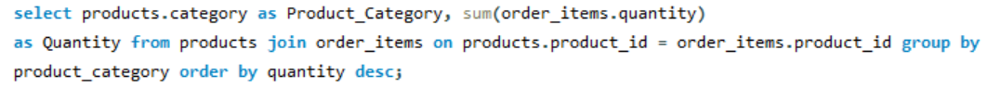 select products.category as Product_Category, sum(order_items.quantity)
as Quantity from products join order_items on products.product_id = order_items.product_id group by
product_category order by quantity desc;